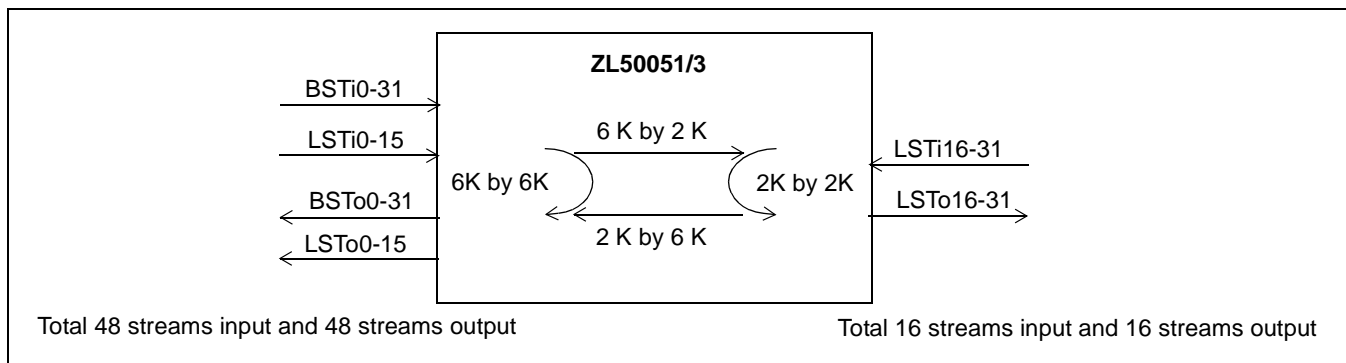 ZL50051/3
BSTi0-31
LSTi0-15
6 K by 2 K
LSTi16-31
6K by 6K
2K by 2K
BSTo0-31
LSTo16-31
2 K by 6 K
LSTo0-15
Total 48 streams input and 48 streams output
Total 16 streams input and 16 streams output